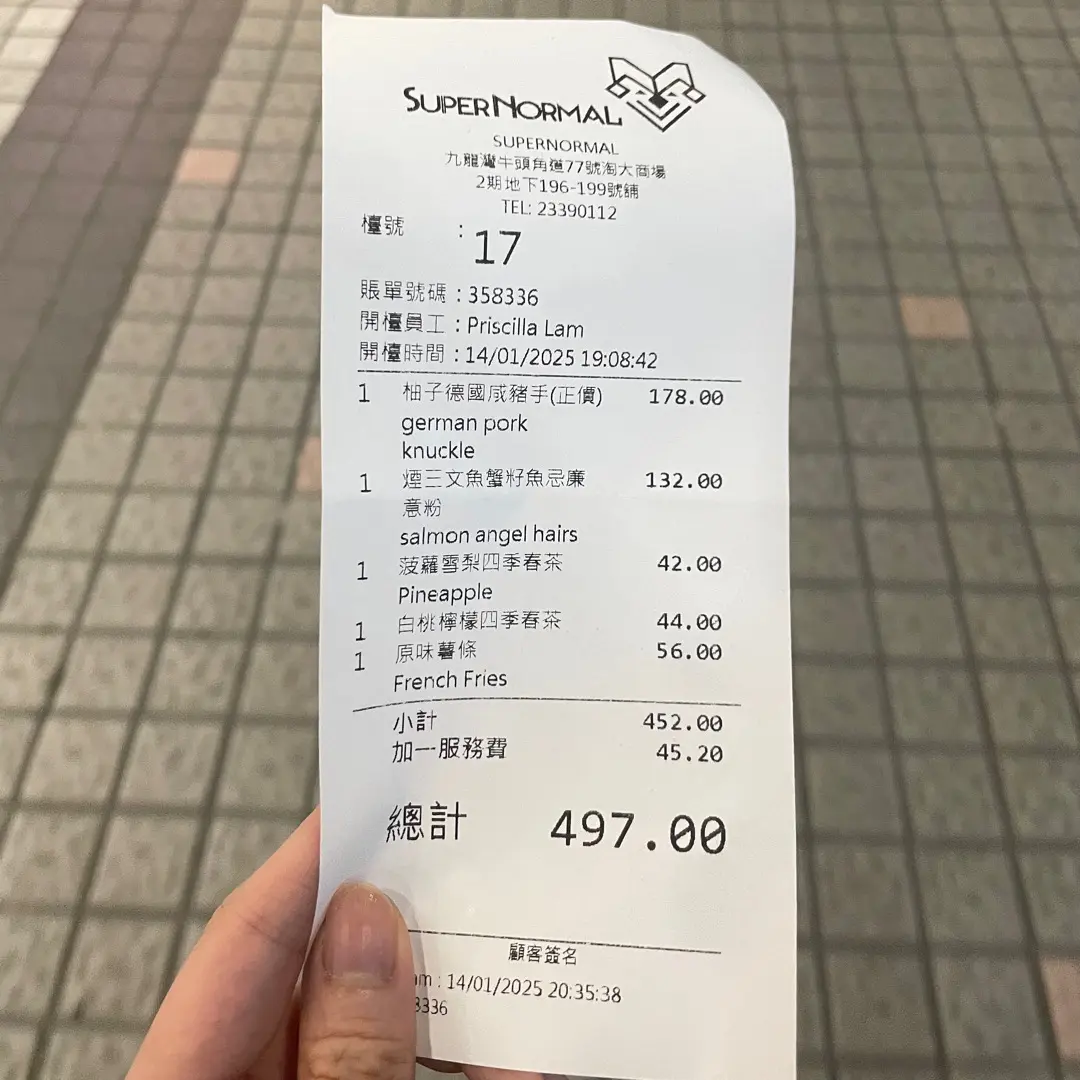 SUPERNORMAL
SUPERNORMAL
九龍灣牛頭角道77號淘大商場
2期地下196-199號舖
TEL: 23390112
檯號 : 17
賬單號碼 : 358336
開檯員工 : Priscilla Lam
開檯時間 : 14/01/2025 19:08:42
1 柚子德國咸豬手(正價) 178.00
german pork
knuckle
1 煙三文魚蟹籽魚忌廉 132.00
意粉
salmon angel hairs
1 菠蘿雪梨四季春茶 42.00
Pineapple
1 白桃檸檬四季春茶 44.00
1 原味薯條 56.00
French Fries
小計 452.00
加一服務費 45.20
總計 497.00
顧客簽名
am : 14/01/2025 20:35:38
8336